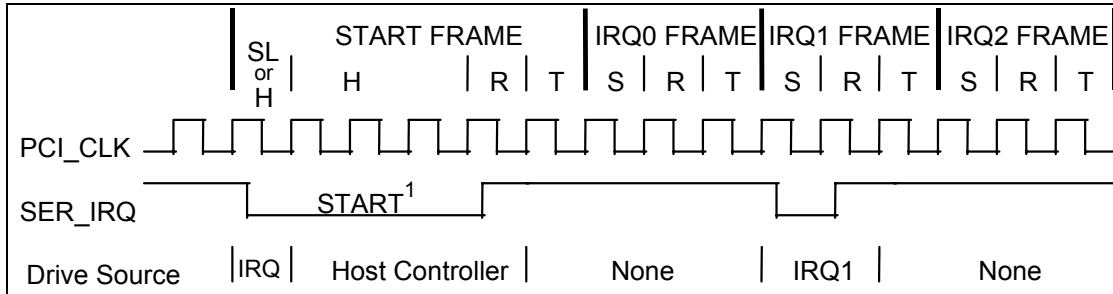 START FRAME IRQ0 FRAME IRQ1 FRAME IRQ2 FRAME
SL
or
H
H R T S R T S R T S R T
PCI_CLK
SER_IRQ START1
Drive Source IRQ Host Controller None IRQ1 None